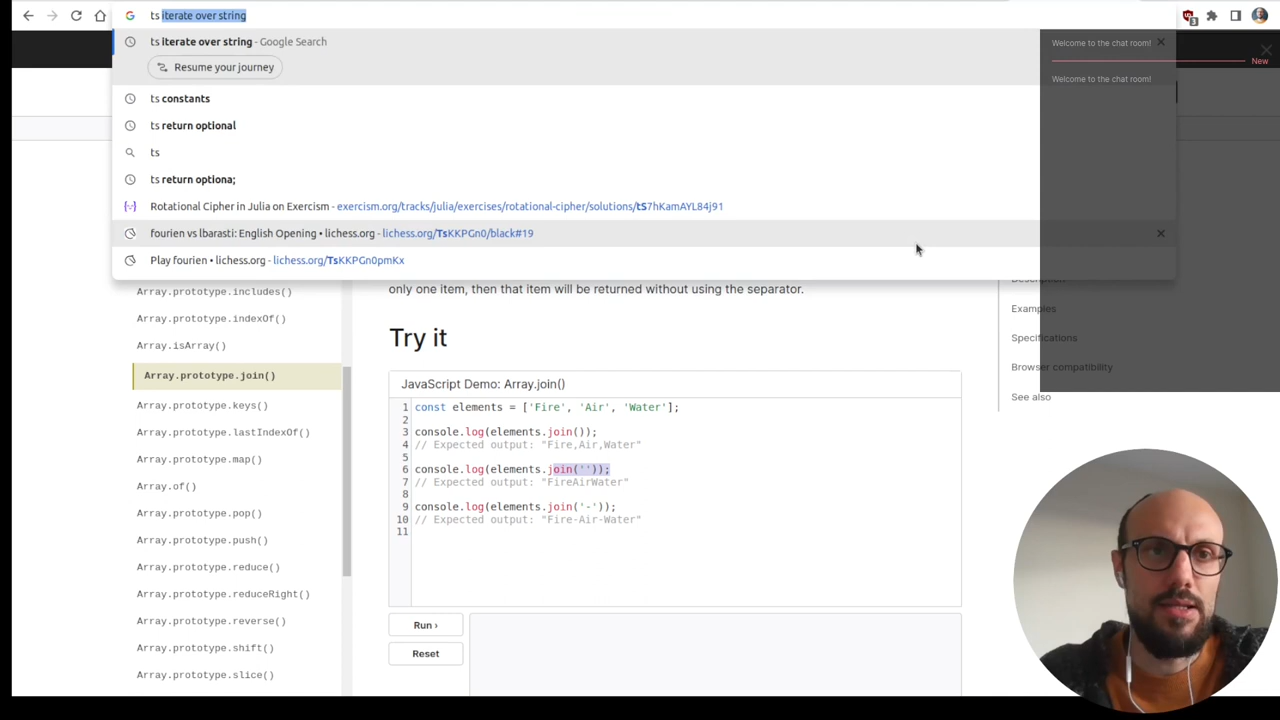 ts iterate over string
ts iterate over string - Google Search
Resume your journey
ts constants
ts return optional
ts
ts return optiona;
Rotational Cipher in Julia on Exercism - exercism.org/tracks/julia/exercises/rotational-cipher/solutions/tS7hKamAYL84j91
fourien vs lbarasti: English Opening • lichess.org - lichess.org/TsKKPGn0/black#19
Play fourien • lichess.org - lichess.org/TsKKPGn0pmKx
3
Welcome to the chat room!
New
Welcome to the chat room!
Array.prototype.includes()
Array.prototype.indexOf()
Array.isArray()
Array.prototype.join()
Array.prototype.keys()
Array.prototype.lastIndexOf()
Array.prototype.map()
Array.of()
Array.prototype.pop()
Array.prototype.push()
Array.prototype.reduce()
Array.prototype.reduceRight()
Array.prototype.reverse()
Array.prototype.shift()
Array.prototype.slice()
only one item, then that item will be returned without using the separator.
Try it
JavaScript Demo: Array.join()
1 const elements = ['Fire', 'Air', 'Water'];
2
3 console.log(elements.join());
4 // Expected output: "Fire,Air,Water"
5
6 console.log(elements.join(''));
7 // Expected output: "FireAirWater"
8
9 console.log(elements.join('-'));
10 // Expected output: "Fire-Air-Water"
11
Run ›
Reset
Description
Examples
Specifications
Browser compatibility
See also